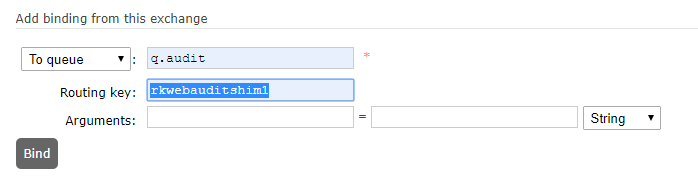 Add binding from this exchange
To queue : q.audit *
Routing key: rkwebauditshim1
Arguments: = String
Bind